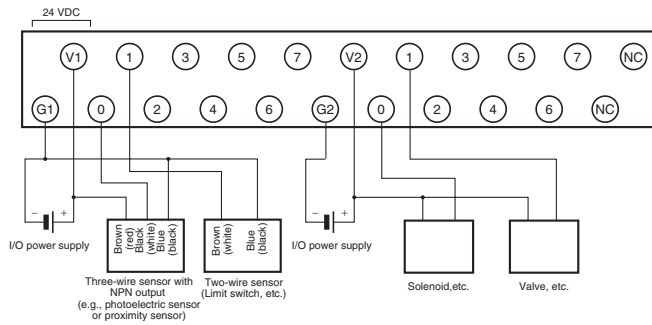 24 VDC
V1 1 3 5 7 V2 1 3 5 7 NC
G1 0 2 4 6 G2 0 2 4 6 NC
− +
I/O power supply
Brown
(red)
Black
(white)
Blue
(black)
Three-wire sensor with
NPN output
(e.g., photoelectric sensor
or proximity sensor)
Brown
(white)
Blue
(black)
Two-wire sensor
(Limit switch, etc.)
− +
I/O power supply
Solenoid,etc.
Valve, etc.